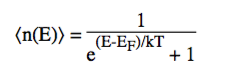 ⟨n(E)⟩ = 1 / (e^((E-E_F)/kT) + 1)